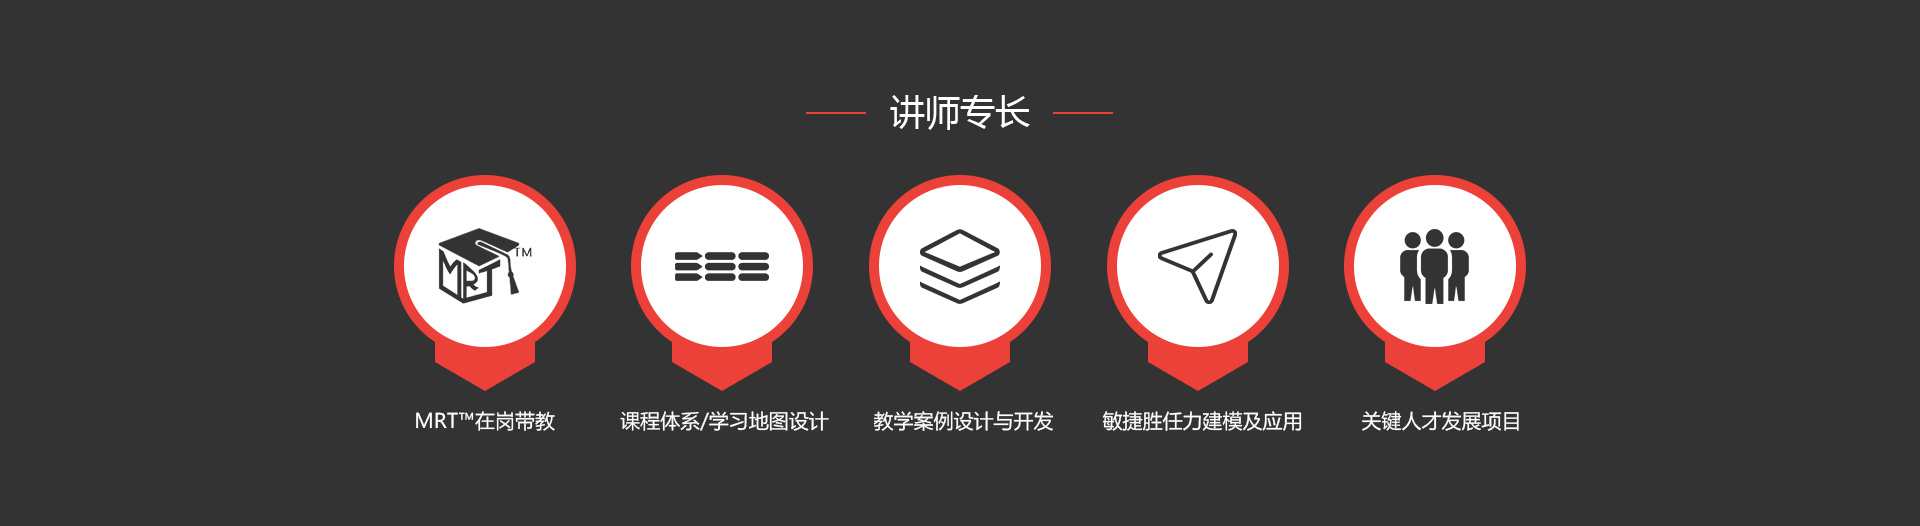 讲师专长
MRT™
MRT™在岗带教
课程体系/学习地图设计
教学案例设计与开发
敏捷胜任力建模及应用
关键人才发展项目